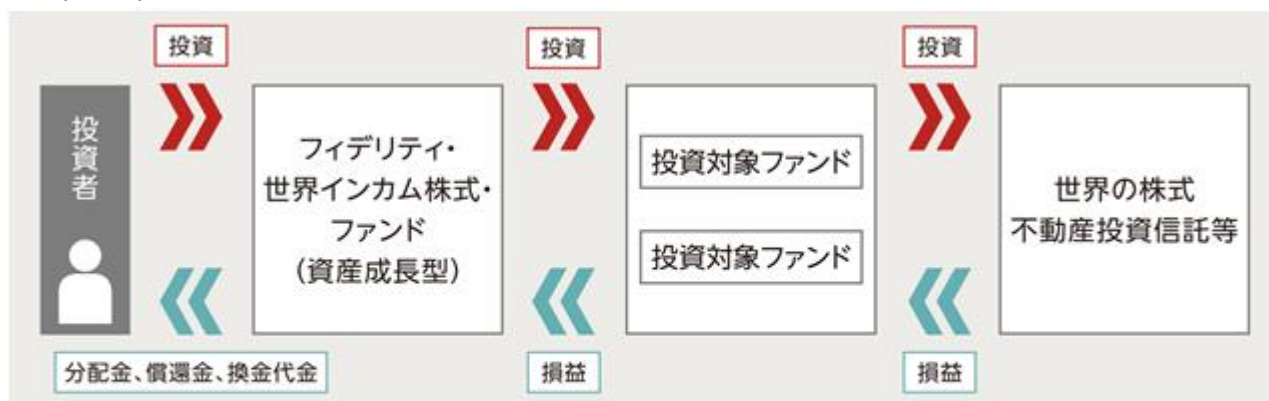 投資
投資
投資
投資者
フィデリティ・
世界インカム株式・
ファンド
(資産成長型)
投資対象ファンド
投資対象ファンド
世界の株式
不動産投資信託等
分配金、償還金、換金代金
損益
損益